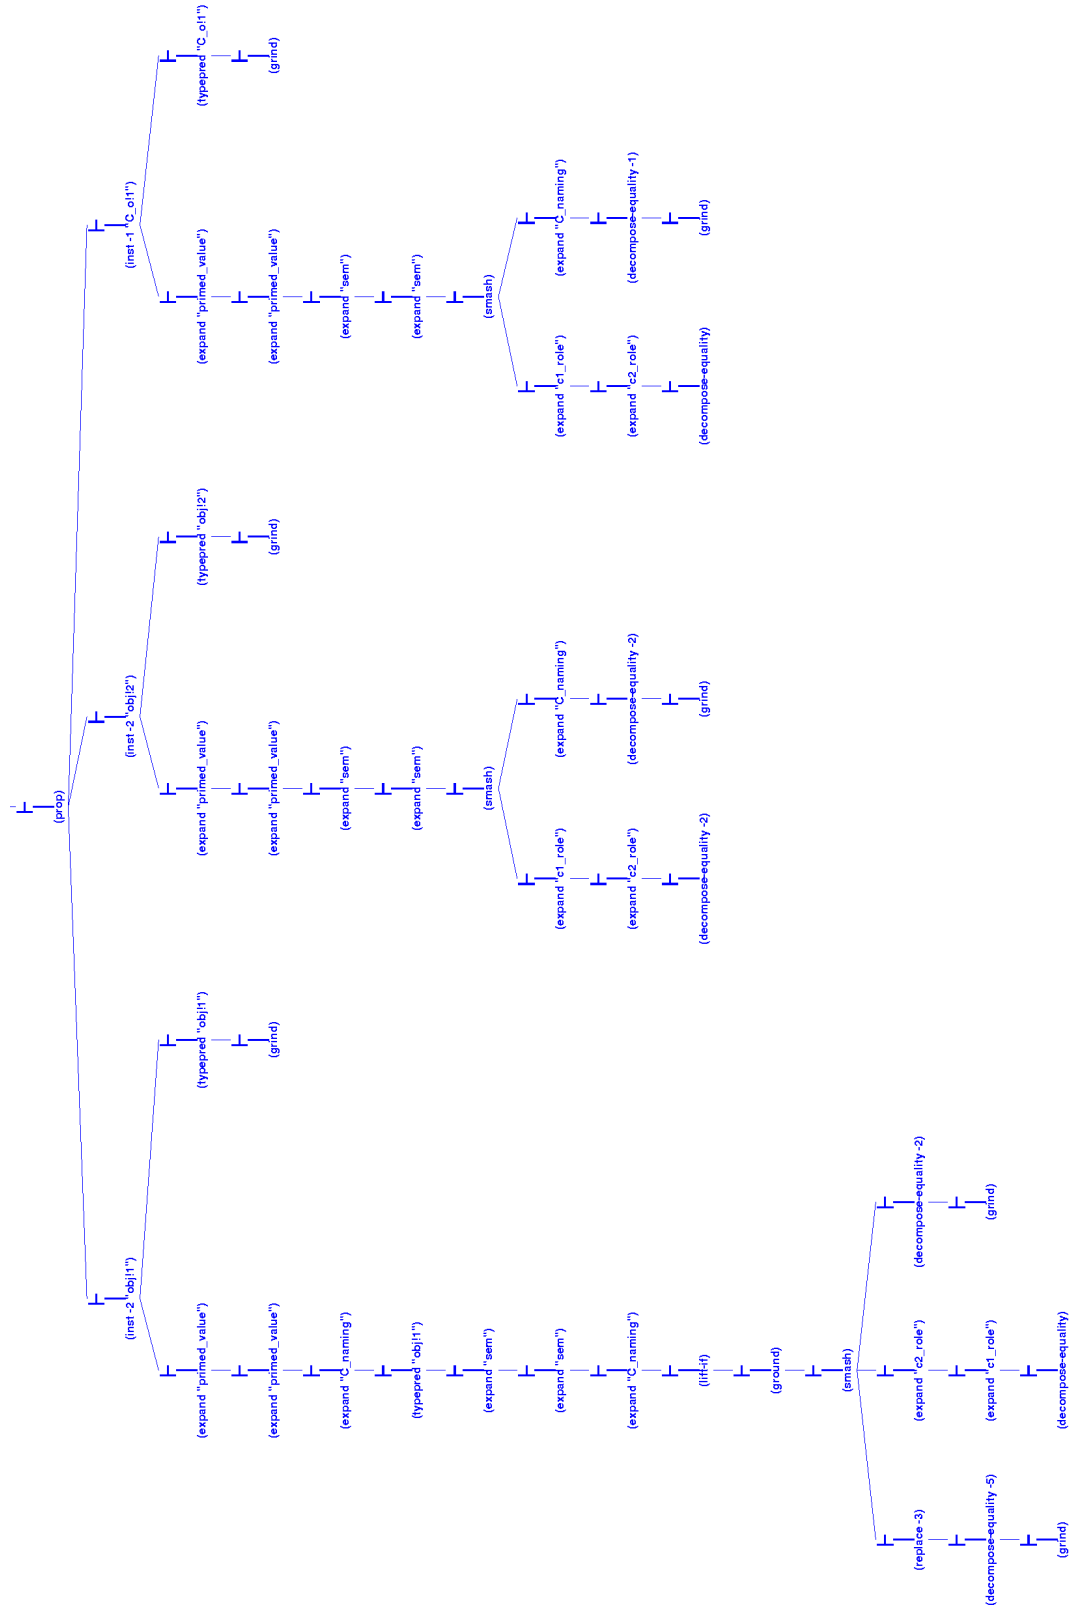 (prop)
(inst -2 "obj!1")
(expand "primed_value")
(expand "primed_value")
(expand "C_naming")
(typepred "obj!1")
(expand "sem")
(expand "sem")
(expand "C_naming")
(lift-if)
(ground)
(smash)
(replace -3)
(decompose-equality -5)
(grind)
(expand "c2_role")
(expand "c1_role")
(decompose-equality)
(decompose-equality -2)
(grind)
(typepred "obj!1")
(grind)
(inst -2 "obj!2")
(expand "primed_value")
(expand "primed_value")
(expand "sem")
(expand "sem")
(smash)
(expand "c1_role")
(expand "c2_role")
(decompose-equality -2)
(expand "C_naming")
(decompose-equality -2)
(grind)
(typepred "obj!2")
(grind)
(inst -1 "C_o!1")
(expand "primed_value")
(expand "primed_value")
(expand "sem")
(expand "sem")
(smash)
(expand "c1_role")
(expand "c2_role")
(decompose-equality)
(expand "C_naming")
(decompose-equality -1)
(grind)
(typepred "C_o!1")
(grind)